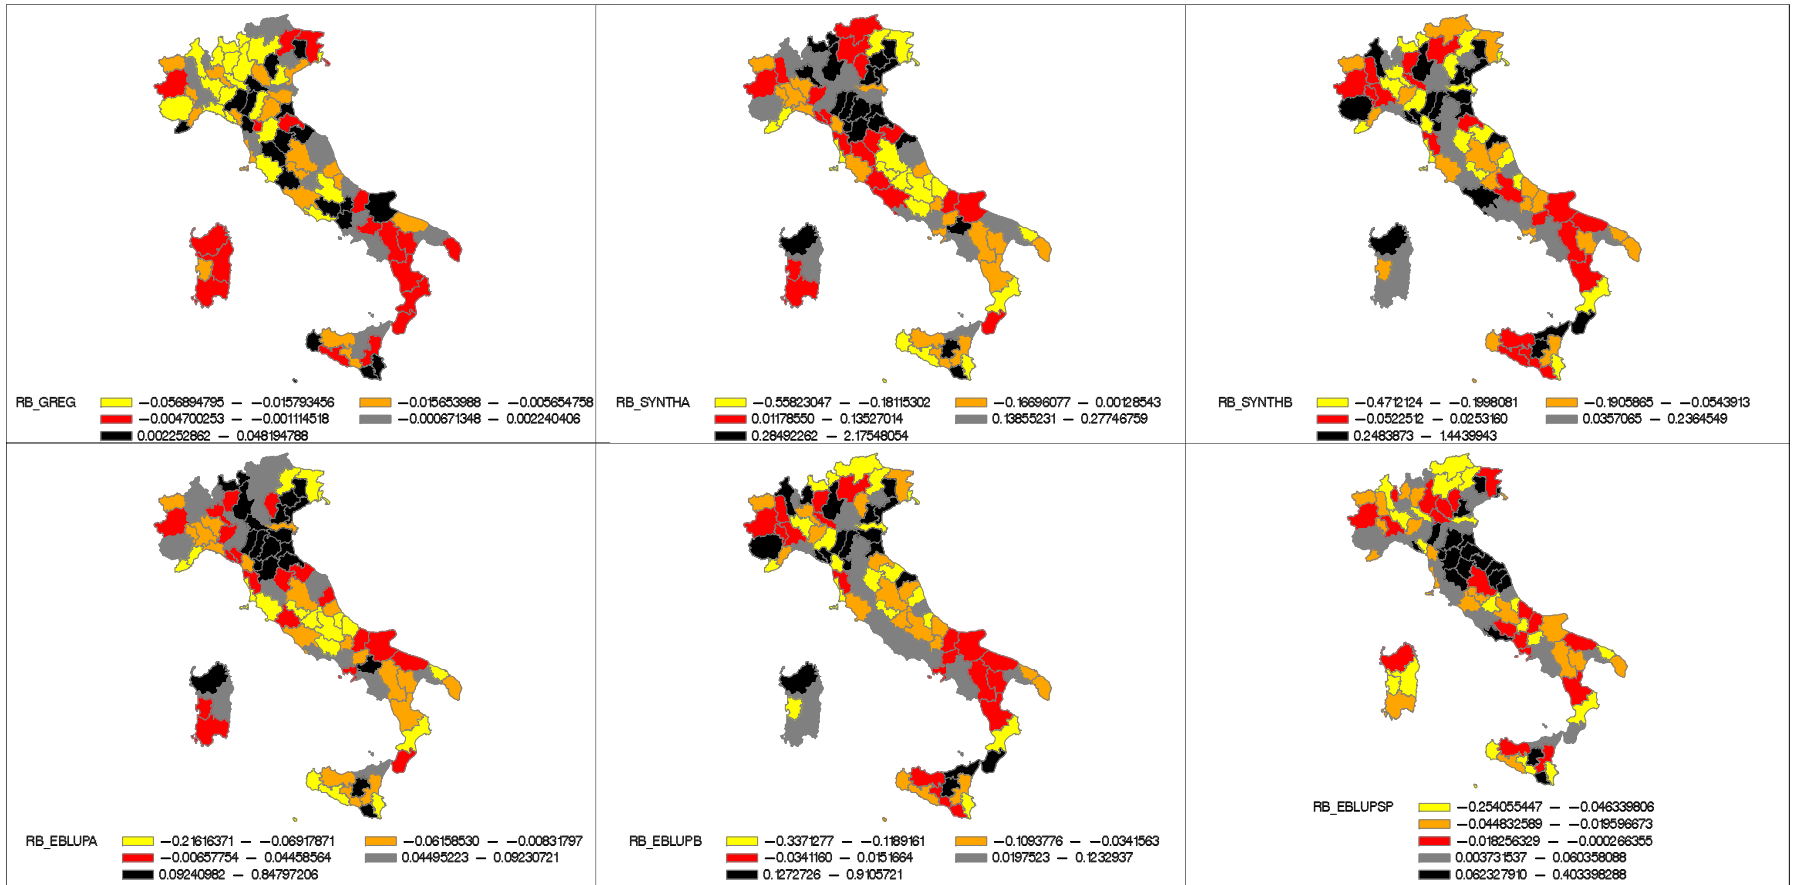 RB_GREG −0.056894795 − −0.015793456 −0.015653988 − −0.005654758
−0.004700253 − −0.001114518 −0.000671348 − 0.002240406
0.002252862 − 0.048194788
RB_SYNTHA −0.55823047 − −0.18115302 −0.16696077 − −0.00128543
0.01178550 − 0.13527014 0.13855231 − 0.27746759
0.28492262 − 2.17548054
RB_SYNTHB −0.4712124 − −0.1998081 −0.1905865 − −0.0543913
−0.0522512 − 0.0253160 0.0357065 − 0.2364549
0.2483873 − 1.4439943
RB_EBLUPA −0.21616371 − −0.06917871 −0.06158530 − −0.00831797
−0.00657754 − 0.04458564 0.04495223 − 0.09230721
0.09240982 − 0.84797206
RB_EBLUPB −0.3371277 − −0.1189161 −0.1093776 − −0.0341563
−0.0341160 − 0.0151664 0.0197523 − 0.1232937
0.1272726 − 0.9105721
RB_EBLUPSP −0.254055447 − −0.046339806
−0.044832589 − −0.019596673
−0.018256329 − −0.000266355
0.003731537 − 0.060358088
0.062327910 − 0.403398288